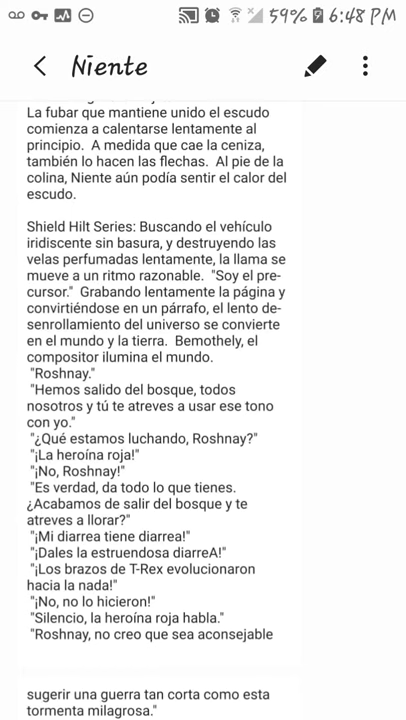 59% 6:48 PM
Niente
La fubar que mantiene unido el escudo
comienza a calentarse lentamente al
principio.  A medida que cae la ceniza,
también lo hacen las flechas.  Al pie de la
colina, Niente aún podía sentir el calor del
escudo.
Shield Hilt Series: Buscando el vehículo
iridiscente sin basura, y destruyendo las
velas perfumadas lentamente, la llama se
mueve a un ritmo razonable.  "Soy el pre-
cursor."  Grabando lentamente la página y
convirtiéndose en un párrafo, el lento de-
senrollamiento del universo se convierte
en el mundo y la tierra.  Bemothely, el
compositor ilumina el mundo.
"Roshnay."
"Hemos salido del bosque, todos
nosotros y tú te atreves a usar ese tono
con yo."
"¿Qué estamos luchando, Roshnay?"
"¡La heroína roja!"
"¡No, Roshnay!"
"Es verdad, da todo lo que tienes.
¿Acabamos de salir del bosque y te
atreves a llorar?"
"¡Mi diarrea tiene diarrea!"
"¡Dales la estruendosa diarreA!"
"¡Los brazos de T-Rex evolucionaron
hacia la nada!"
"¡No, no lo hicieron!"
"Silencio, la heroína roja habla."
"Roshnay, no creo que sea aconsejable
sugerir una guerra tan corta como esta
tormenta milagrosa."